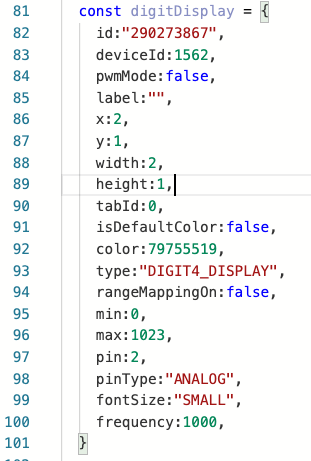 81 const digitDisplay = {
82 id:"290273867",
83 deviceId:1562,
84 pwmMode:false,
85 label:"",
86 x:2,
87 y:1,
88 width:2,
89 height:1,
90 tabId:0,
91 isDefaultColor:false,
92 color:79755519,
93 type:"DIGIT4_DISPLAY",
94 rangeMappingOn:false,
95 min:0,
96 max:1023,
97 pin:2,
98 pinType:"ANALOG",
99 fontSize:"SMALL",
100 frequency:1000,
101 }